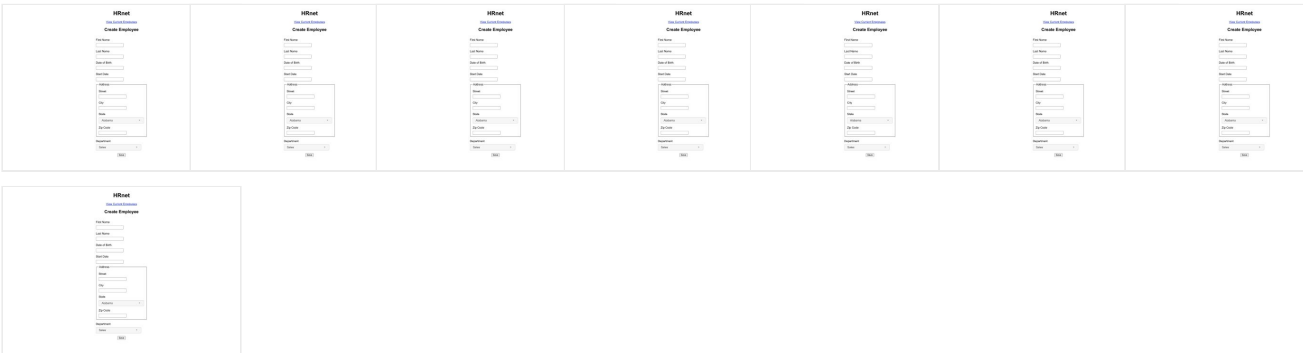 HRnet
View Current Employees
Create Employee
First Name
Last Name
Date of Birth
Start Date
Address
Street
City
State
Alabama
Zip Code
Department
Sales
Save
HRnet
View Current Employees
Create Employee
First Name
Last Name
Date of Birth
Start Date
Address
Street
City
State
Alabama
Zip Code
Department
Sales
Save
HRnet
View Current Employees
Create Employee
First Name
Last Name
Date of Birth
Start Date
Address
Street
City
State
Alabama
Zip Code
Department
Sales
Save
HRnet
View Current Employees
Create Employee
First Name
Last Name
Date of Birth
Start Date
Address
Street
City
State
Alabama
Zip Code
Department
Sales
Save
HRnet
View Current Employees
Create Employee
First Name
Last Name
Date of Birth
Start Date
Address
Street
City
State
Alabama
Zip Code
Department
Sales
Save
HRnet
View Current Employees
Create Employee
First Name
Last Name
Date of Birth
Start Date
Address
Street
City
State
Alabama
Zip Code
Department
Sales
Save
HRnet
View Current Employees
Create Employee
First Name
Last Name
Date of Birth
Start Date
Address
Street
City
State
Alabama
Zip Code
Department
Sales
Save
HRnet
View Current Employees
Create Employee
First Name
Last Name
Date of Birth
Start Date
Address
Street
City
State
Alabama
Zip Code
Department
Sales
Save